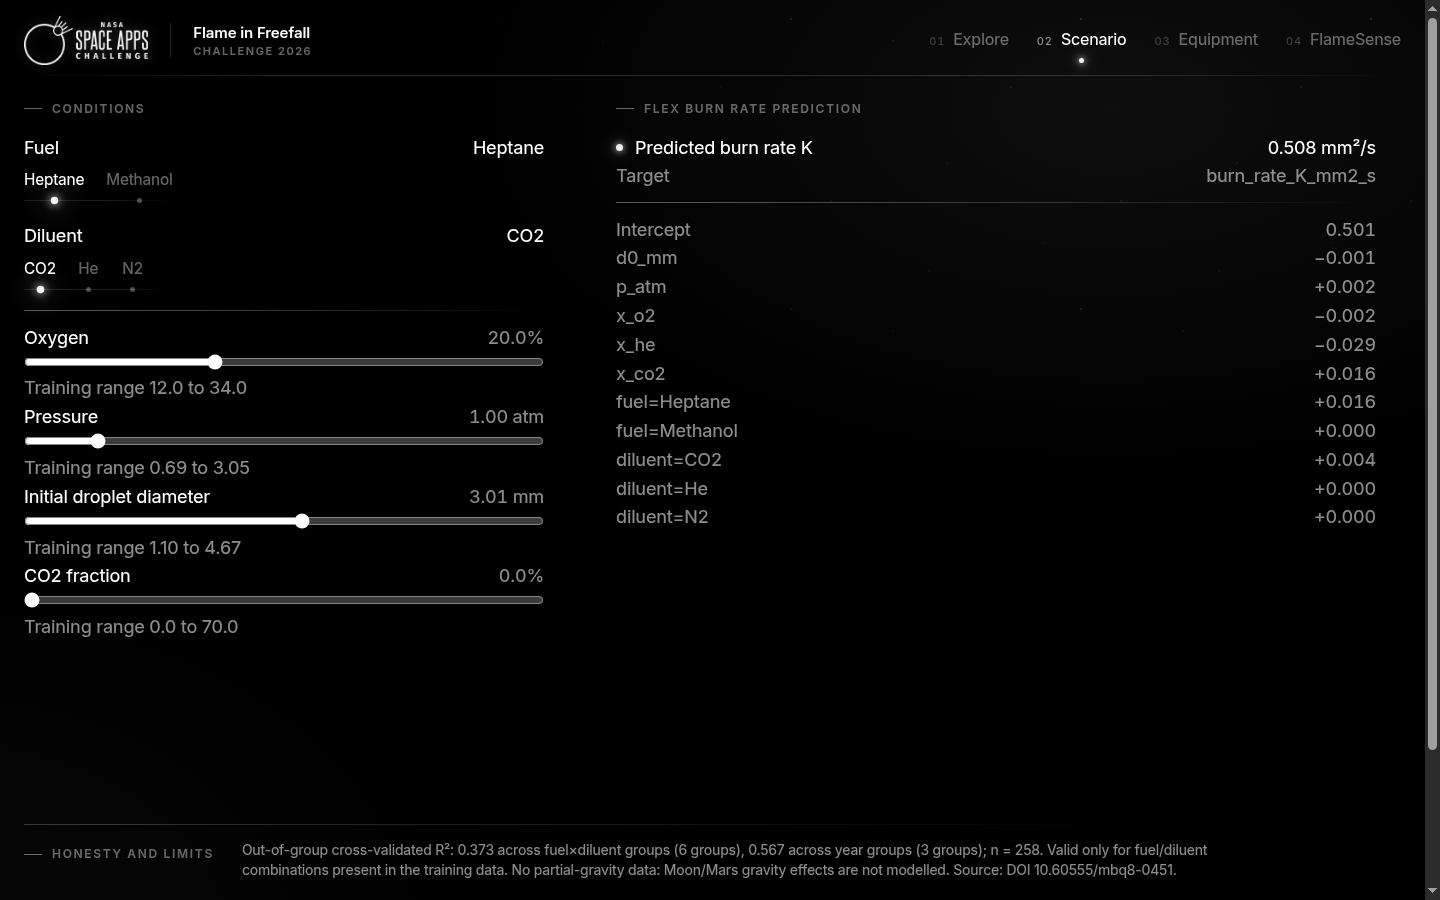 NASA
SPACE APPS
CHALLENGE
Flame in Freefall
CHALLENGE 2026
01 Explore
02 Scenario
03 Equipment
04 FlameSense
CONDITIONS
Fuel Heptane
Heptane Methanol
Diluent CO2
CO2 He N2
Oxygen 20.0%
Training range 12.0 to 34.0
Pressure 1.00 atm
Training range 0.69 to 3.05
Initial droplet diameter 3.01 mm
Training range 1.10 to 4.67
CO2 fraction 0.0%
Training range 0.0 to 70.0
FLEX BURN RATE PREDICTION
Predicted burn rate K 0.508 mm²/s
Target burn_rate_K_mm2_s
Intercept 0.501
d0_mm −0.001
p_atm +0.002
x_o2 −0.002
x_he −0.029
x_co2 +0.016
fuel=Heptane +0.016
fuel=Methanol +0.000
diluent=CO2 +0.004
diluent=He +0.000
diluent=N2 +0.000
HONESTY AND LIMITS
Out-of-group cross-validated R²: 0.373 across fuel×diluent groups (6 groups), 0.567 across year groups (3 groups); n = 258. Valid only for fuel/diluent
combinations present in the training data. No partial-gravity data: Moon/Mars gravity effects are not modelled. Source: DOI 10.60555/mbq8-0451.